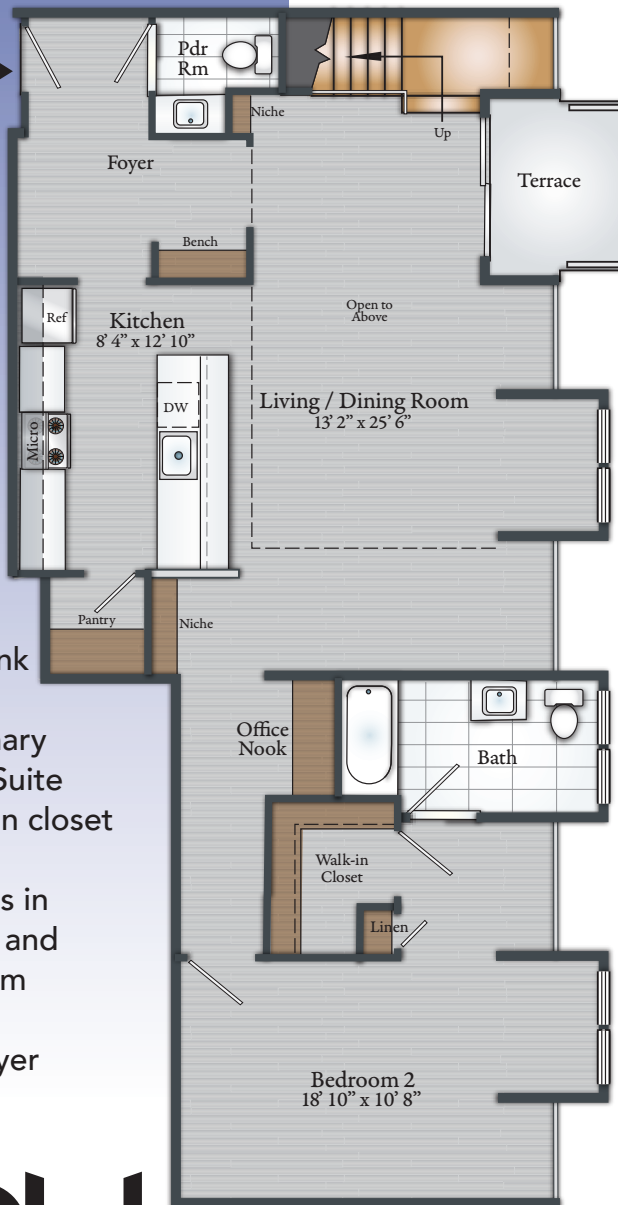 Pdr
Rm
Niche
Up
Foyer
Terrace
Bench
Open to
Above
Ref
Kitchen
8’ 4” x 12’ 10”
Living / Dining Room
13’ 2” x 25’ 6”
DW
Micro
Pantry
Niche
Office
Nook
Bath
Walk-in
Closet
Linen
Bedroom 2
18’ 10” x 10’ 8”
Suite
n closet
s in
and
yer